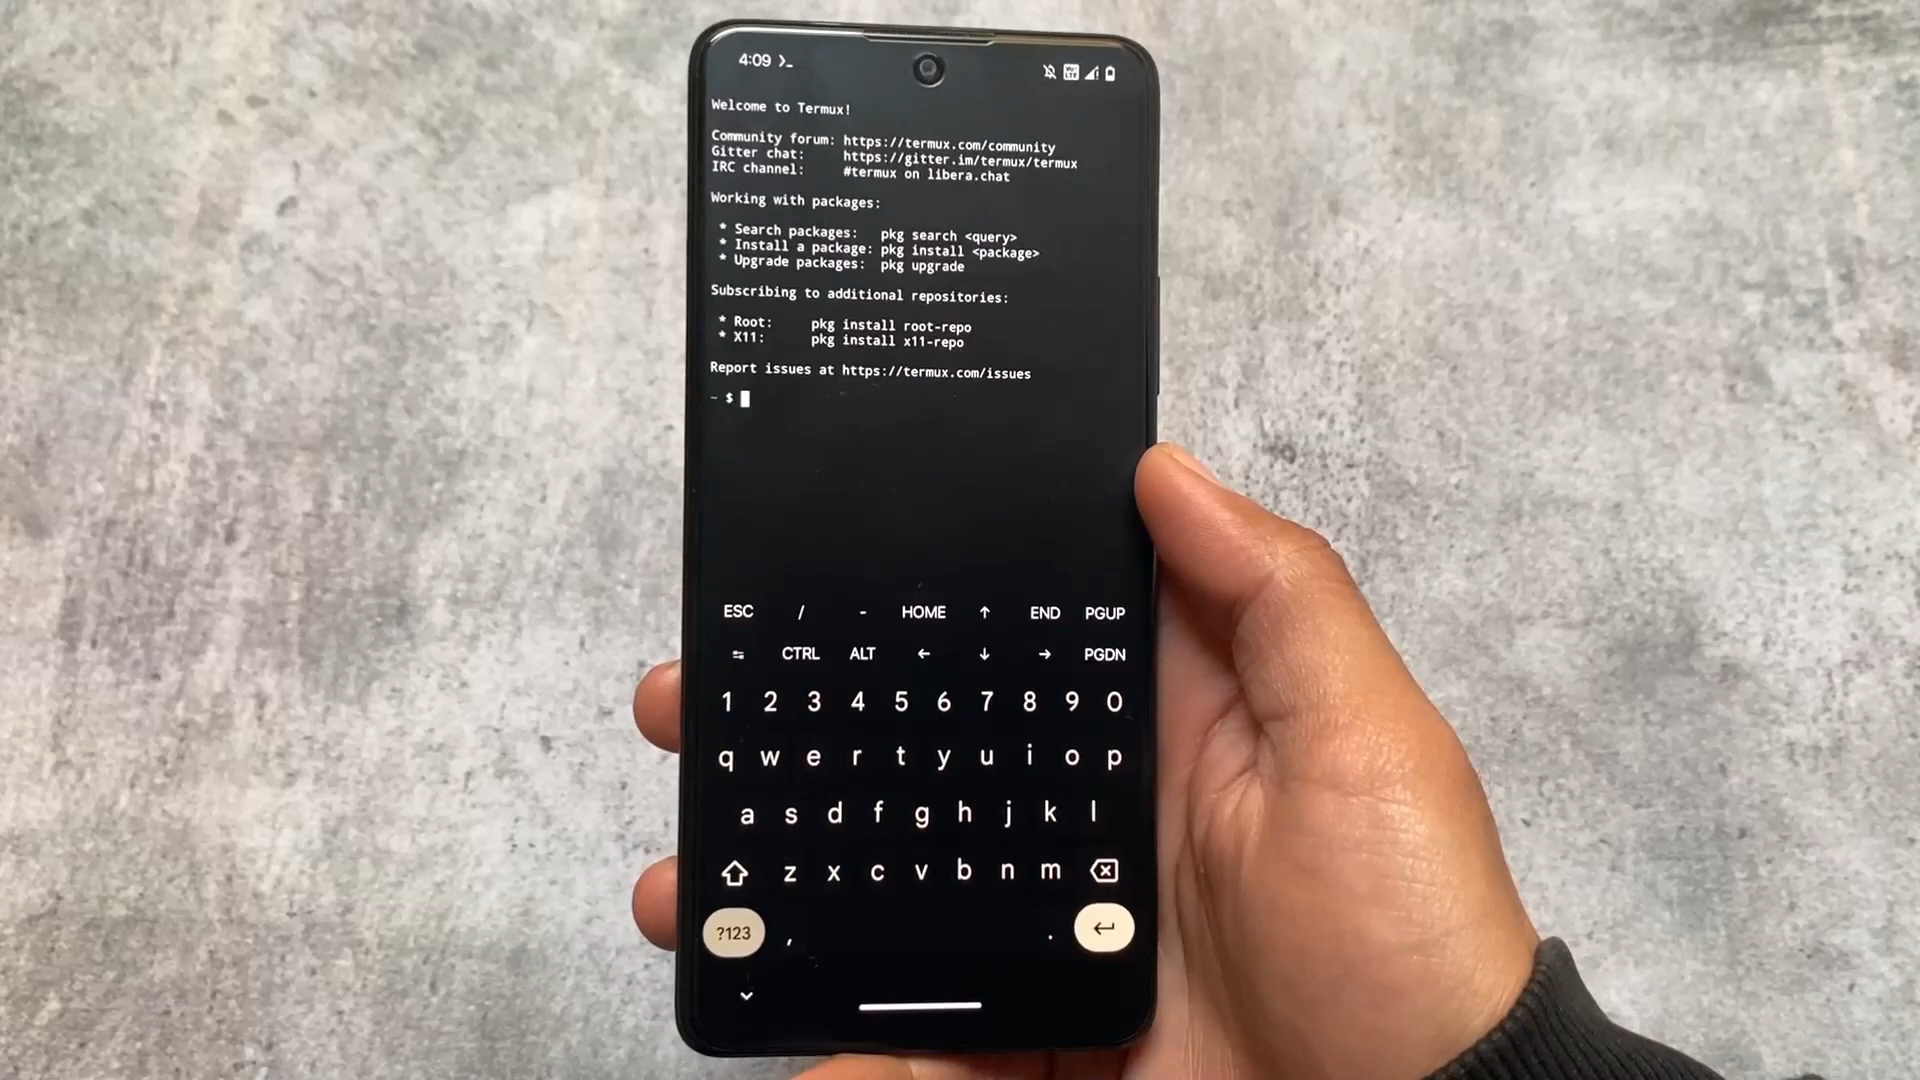 4:09 >_
VoLTE
Welcome to Termux!
Community forum: https://termux.com/community
Gitter chat: https://gitter.im/termux/termux
IRC channel: #termux on libera.chat
Working with packages:
* Search packages: pkg search <query>
* Install a package: pkg install <package>
* Upgrade packages: pkg upgrade
Subscribing to additional repositories:
* Root: pkg install root-repo
* X11: pkg install x11-repo
Report issues at https://termux.com/issues
~ $
ESC / - HOME ↑ END PGUP
⇆ CTRL ALT ← ↓ → PGDN
1 2 3 4 5 6 7 8 9 0
q w e r t y u i o p
a s d f g h j k l
z x c v b n m
?123 , .